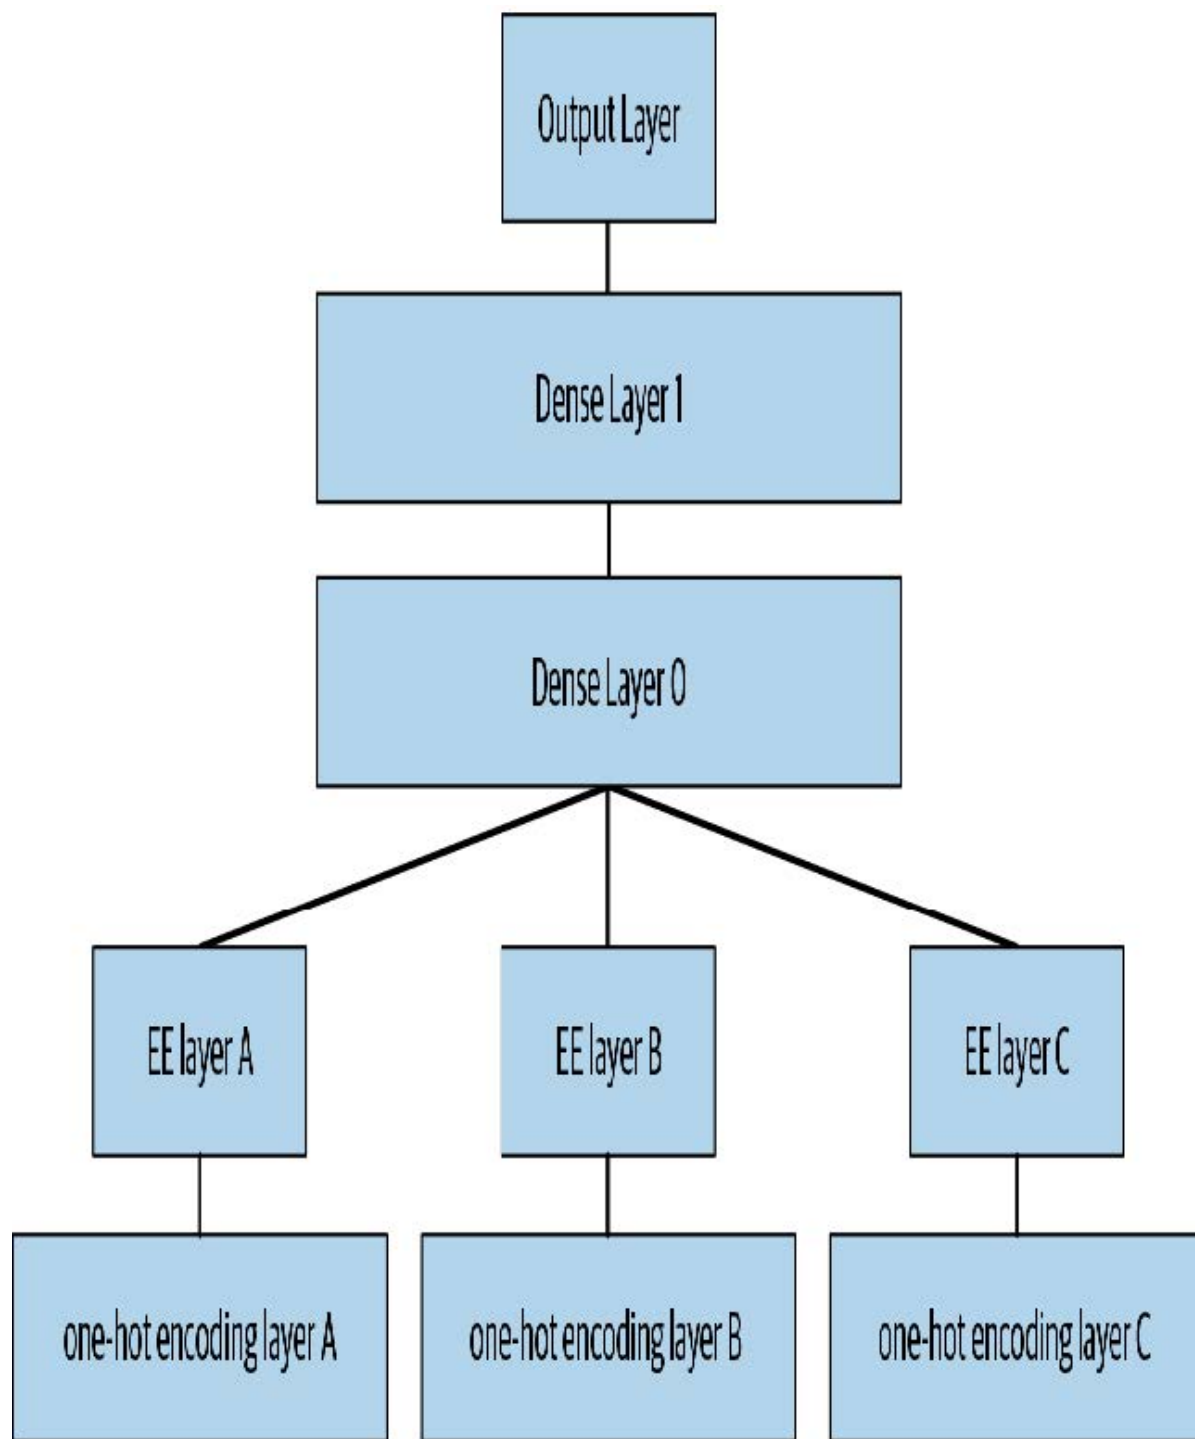 Output Layer
Dense Layer 1
Dense Layer 0
EE layer A
EE layer B
EE layer C
one-hot encoding layer A
one-hot encoding layer B
one-hot encoding layer C